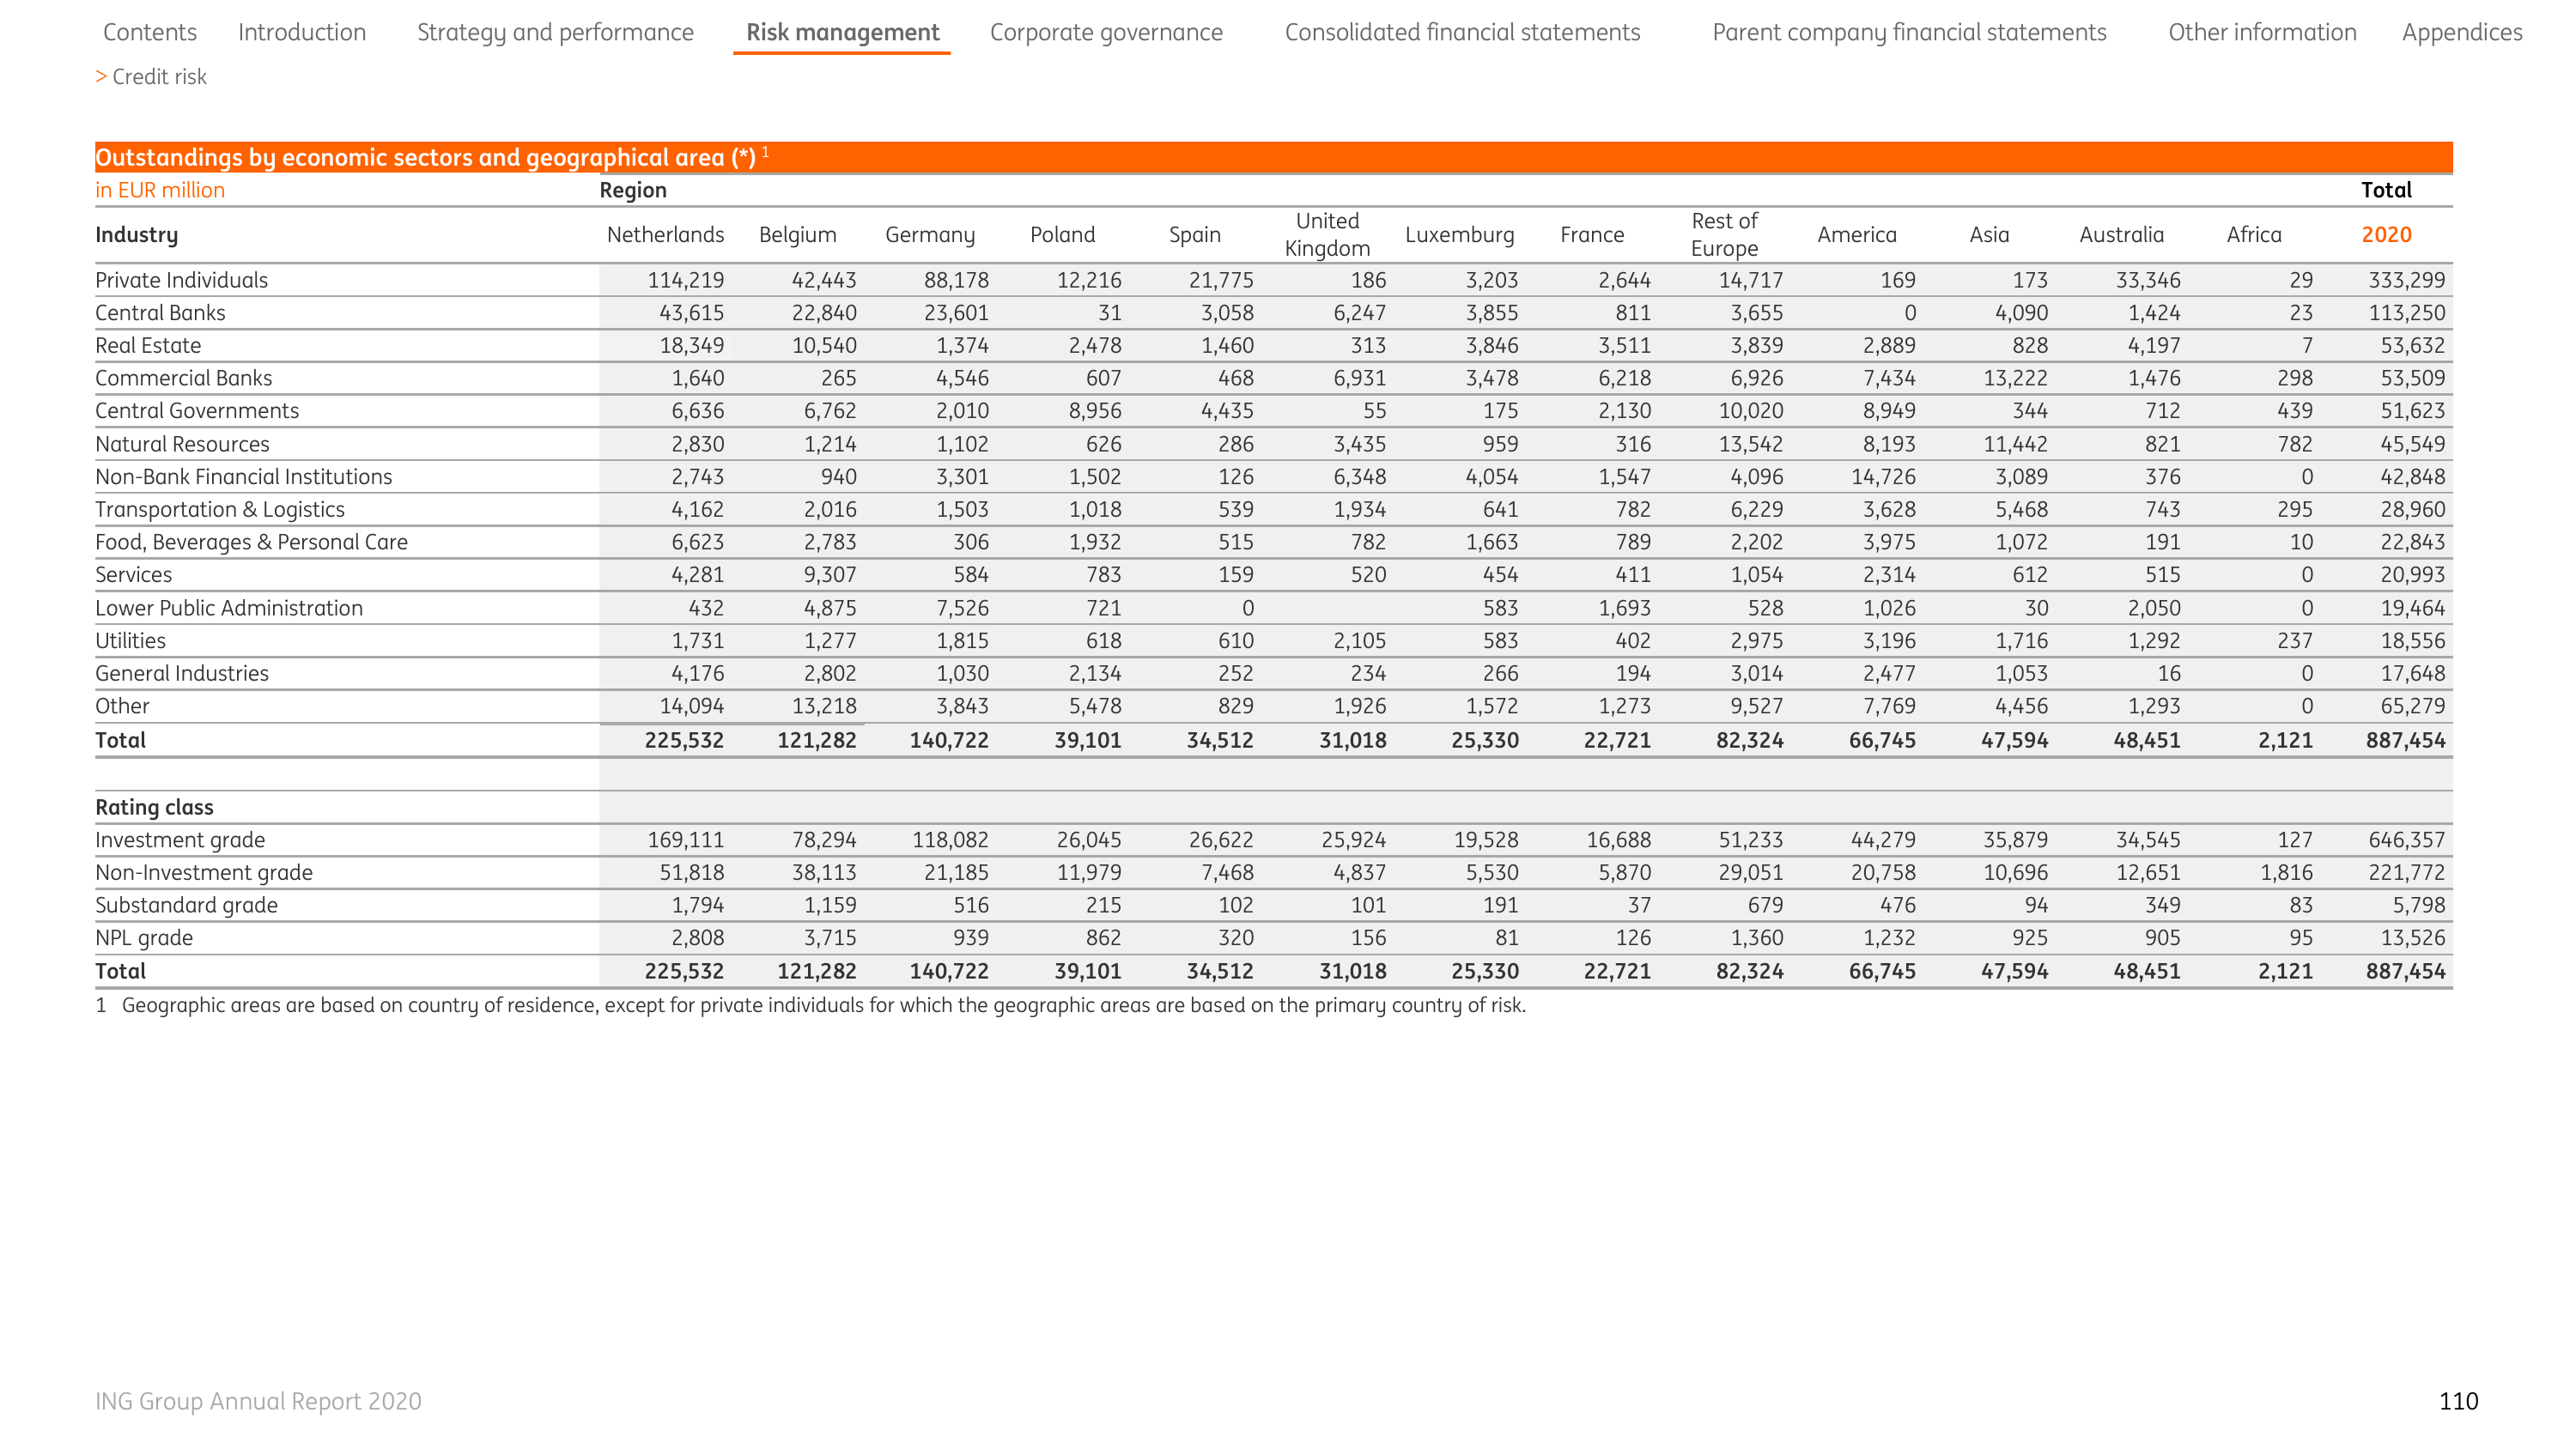 Contents Introduction Strategy and performance Risk management Corporate governance Consolidated financial statements Parent company financial statements Other information Appendices
> Credit risk
Outstandings by economic sectors and geographical area (*) 1
in EUR million Region Total
Industry Netherlands Belgium Germany Poland Spain United Kingdom Luxemburg France Rest of Europe America Asia Australia Africa 2020
Private Individuals 114,219 42,443 88,178 12,216 21,775 186 3,203 2,644 14,717 169 173 33,346 29 333,299
Central Banks 43,615 22,840 23,601 31 3,058 6,247 3,855 811 3,655 0 4,090 1,424 23 113,250
Real Estate 18,349 10,540 1,374 2,478 1,460 313 3,846 3,511 3,839 2,889 828 4,197 7 53,632
Commercial Banks 1,640 265 4,546 607 468 6,931 3,478 6,218 6,926 7,434 13,222 1,476 298 53,509
Central Governments 6,636 6,762 2,010 8,956 4,435 55 175 2,130 10,020 8,949 344 712 439 51,623
Natural Resources 2,830 1,214 1,102 626 286 3,435 959 316 13,542 8,193 11,442 821 782 45,549
Non-Bank Financial Institutions 2,743 940 3,301 1,502 126 6,348 4,054 1,547 4,096 14,726 3,089 376 0 42,848
Transportation & Logistics 4,162 2,016 1,503 1,018 539 1,934 641 782 6,229 3,628 5,468 743 295 28,960
Food, Beverages & Personal Care 6,623 2,783 306 1,932 515 782 1,663 789 2,202 3,975 1,072 191 10 22,843
Services 4,281 9,307 584 783 159 520 454 411 1,054 2,314 612 515 0 20,993
Lower Public Administration 432 4,875 7,526 721 0 583 1,693 528 1,026 30 2,050 0 19,464
Utilities 1,731 1,277 1,815 618 610 2,105 583 402 2,975 3,196 1,716 1,292 237 18,556
General Industries 4,176 2,802 1,030 2,134 252 234 266 194 3,014 2,477 1,053 16 0 17,648
Other 14,094 13,218 3,843 5,478 829 1,926 1,572 1,273 9,527 7,769 4,456 1,293 0 65,279
Total 225,532 121,282 140,722 39,101 34,512 31,018 25,330 22,721 82,324 66,745 47,594 48,451 2,121 887,454
Rating class
Investment grade 169,111 78,294 118,082 26,045 26,622 25,924 19,528 16,688 51,233 44,279 35,879 34,545 127 646,357
Non-Investment grade 51,818 38,113 21,185 11,979 7,468 4,837 5,530 5,870 29,051 20,758 10,696 12,651 1,816 221,772
Substandard grade 1,794 1,159 516 215 102 101 191 37 679 476 94 349 83 5,798
NPL grade 2,808 3,715 939 862 320 156 81 126 1,360 1,232 925 905 95 13,526
Total 225,532 121,282 140,722 39,101 34,512 31,018 25,330 22,721 82,324 66,745 47,594 48,451 2,121 887,454
1 Geographic areas are based on country of residence, except for private individuals for which the geographic areas are based on the primary country of risk.
ING Group Annual Report 2020 110